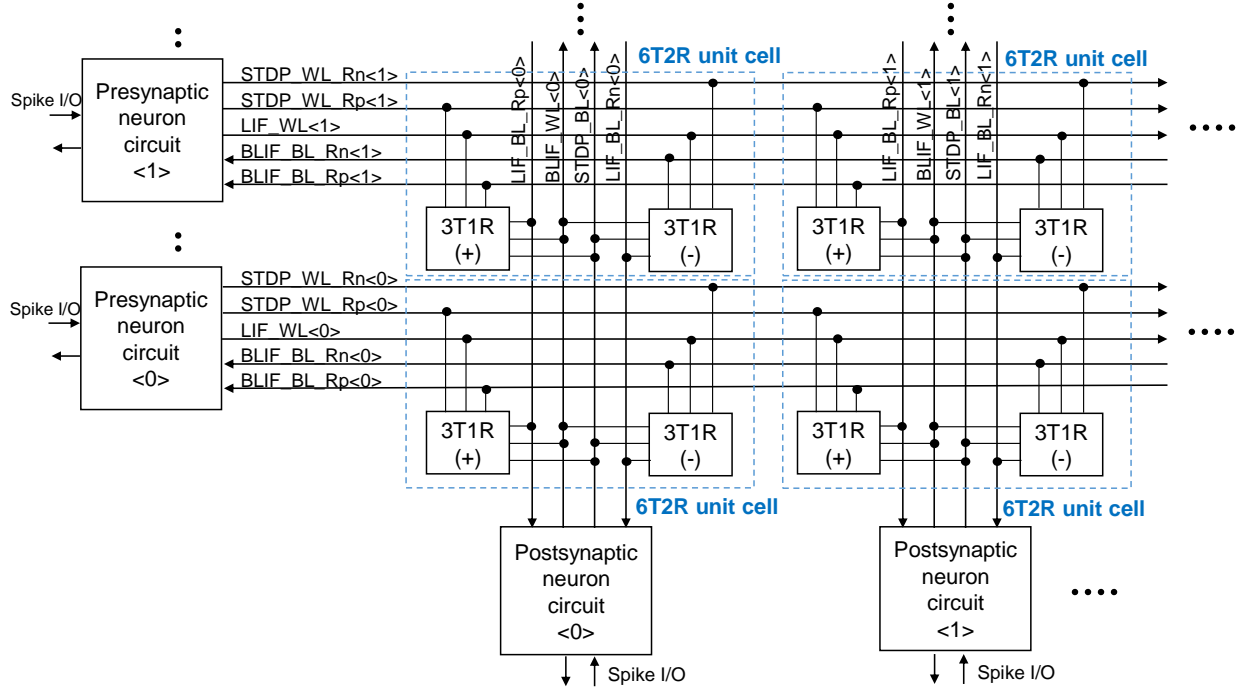 6T2R unit cell
6T2R unit cell
Spike I/O
Presynaptic
neuron
circuit
<1>
STDP_WL_Rn<1>
STDP_WL_Rp<1>
LIF_WL<1>
BLIF_BL_Rn<1>
BLIF_BL_Rp<1>
LIF_BL_Rp<0>
BLIF_WL<0>
STDP_BL<0>
LIF_BL_Rn<0>
LIF_BL_Rp<1>
BLIF_WL<1>
STDP_BL<1>
LIF_BL_Rn<1>
3T1R
(+)
3T1R
(-)
3T1R
(+)
3T1R
(-)
Spike I/O
Presynaptic
neuron
circuit
<0>
STDP_WL_Rn<0>
STDP_WL_Rp<0>
LIF_WL<0>
BLIF_BL_Rn<0>
BLIF_BL_Rp<0>
3T1R
(+)
3T1R
(-)
3T1R
(+)
3T1R
(-)
6T2R unit cell
6T2R unit cell
Postsynaptic
neuron
circuit
<0>
Postsynaptic
neuron
circuit
<1>
Spike I/O
Spike I/O